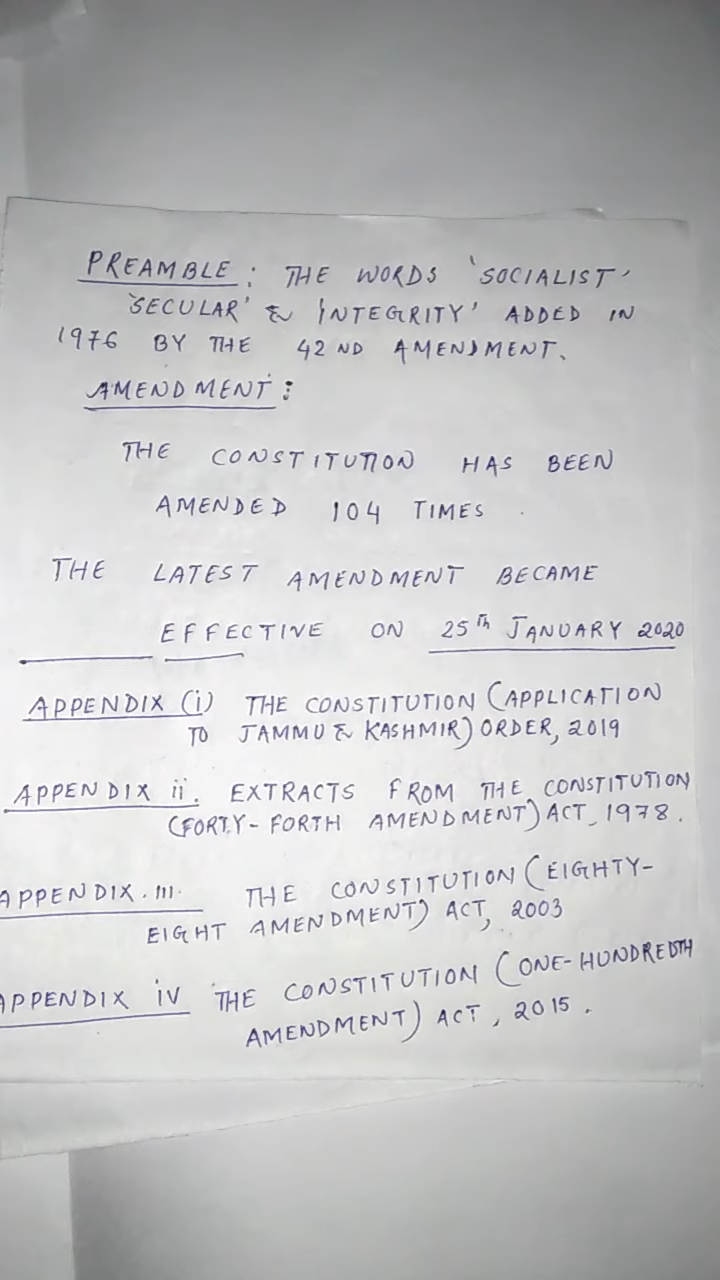 PREAMBLE: THE WORDS 'SOCIALIST'
'SECULAR' & 'INTEGRITY' ADDED IN
1976 BY THE 42ND AMENDMENT.
AMENDMENT:
THE CONSTITUTION HAS BEEN
AMENDED 104 TIMES.
THE LATEST AMENDMENT BECAME
EFFECTIVE ON 25Th JANUARY 2020
APPENDIX (i) THE CONSTITUTION (APPLICATION
TO JAMMU & KASHMIR) ORDER, 2019
APPENDIX ii. EXTRACTS FROM THE CONSTITUTION
(FORTY-FORTH AMENDMENT) ACT, 1978.
APPENDIX.III. THE CONSTITUTION (EIGHTY-
EIGHT AMENDMENT) ACT, 2003
APPENDIX iv THE CONSTITUTION (ONE-HUNDREDTH
AMENDMENT) ACT, 2015.